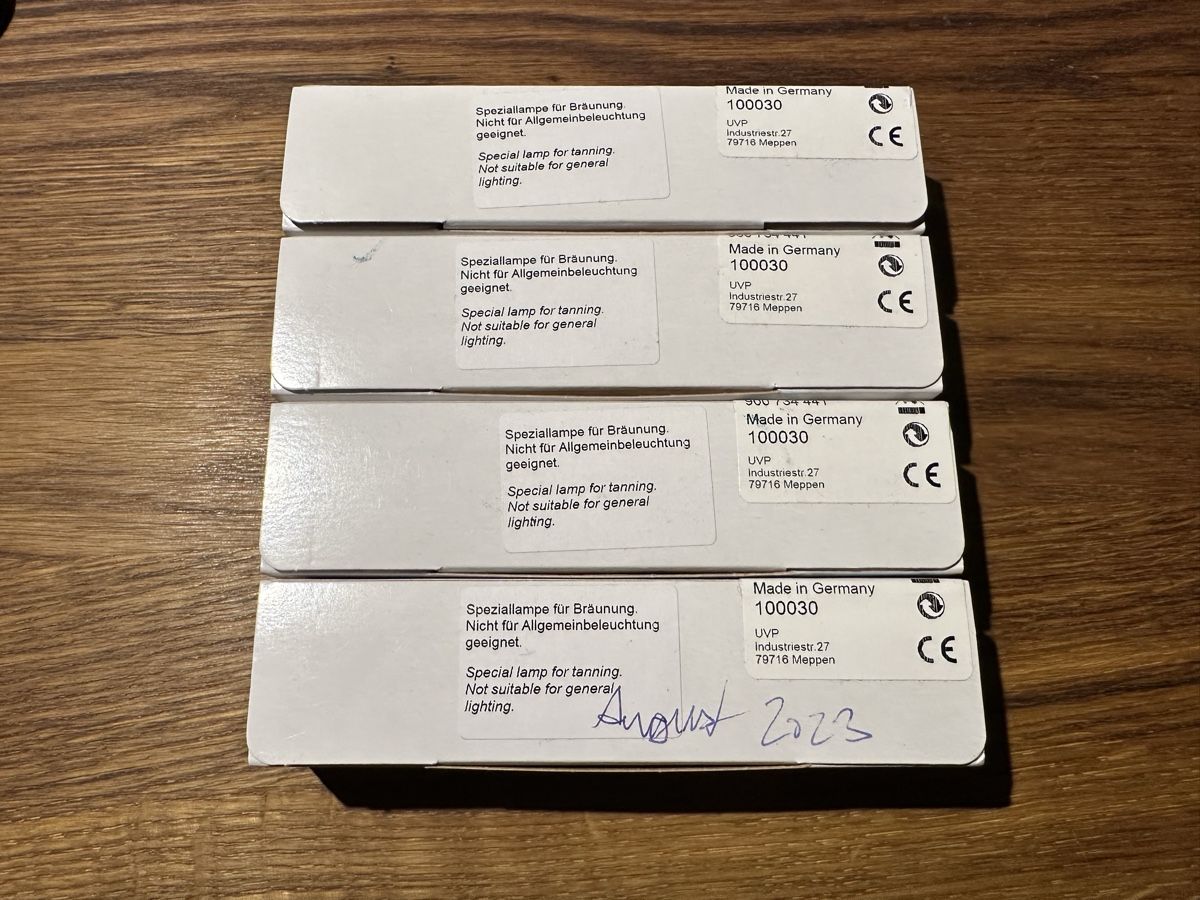 Speziallampe für Bräunung.
Nicht für Allgemeinbeleuchtung
geeignet.
Special lamp for tanning.
Not suitable for general
lighting.
Made in Germany
100030
UVP
Industriestr.27
79716 Meppen
CE
Speziallampe für Bräunung.
Nicht für Allgemeinbeleuchtung
geeignet.
Special lamp for tanning.
Not suitable for general
lighting.
Made in Germany
100030
UVP
Industriestr.27
79716 Meppen
CE
Speziallampe für Bräunung.
Nicht für Allgemeinbeleuchtung
geeignet.
Special lamp for tanning.
Not suitable for general
lighting.
900 734 441
Made in Germany
100030
UVP
Industriestr.27
79716 Meppen
CE
Speziallampe für Bräunung.
Nicht für Allgemeinbeleuchtung
geeignet.
Special lamp for tanning.
Not suitable for general
lighting.
Made in Germany
100030
UVP
Industriestr.27
79716 Meppen
CE
August 2023